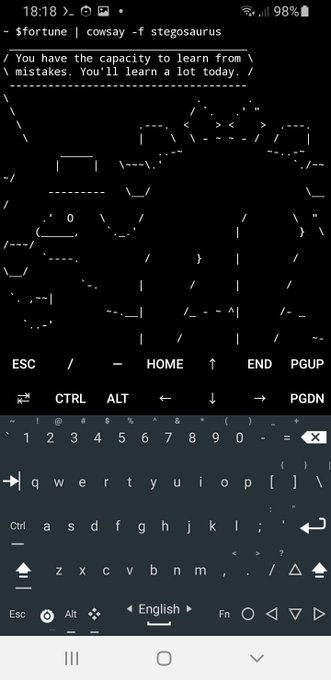 18:18
98%
~ $fortune | cowsay -f stegosaurus
/ You have the capacity to learn from \
\ mistakes. You'll learn a lot today. /
ESC / — HOME ↑ END PGUP
⇄ CTRL ALT ← ↓ → PGDN
~ ! @ # $ % ^ & * ( ) _ +
` 1 2 3 4 5 6 7 8 9 0 - =
{ } |
q w e r t y u i o p [ ] \
: "
Ctrl a s d f g h j k l ; '
< > ?
z x c v b n m , . /
Esc Alt English Fn